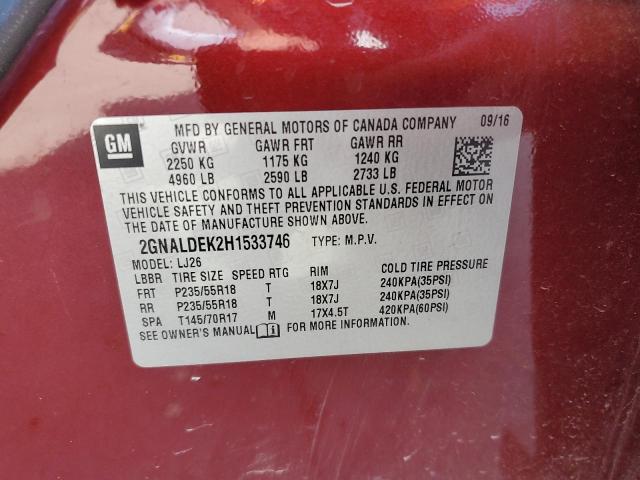 GM
MFD BY GENERAL MOTORS OF CANADA COMPANY 09/16
GVWR GAWR FRT GAWR RR
2250 KG 1175 KG 1240 KG
4960 LB 2590 LB 2733 LB
THIS VEHICLE CONFORMS TO ALL APPLICABLE U.S. FEDERAL MOTOR
VEHICLE SAFETY AND THEFT PREVENTION STANDARDS IN EFFECT ON
THE DATE OF MANUFACTURE SHOWN ABOVE.
2GNALDEK2H1533746 TYPE: M.P.V.
MODEL: LJ26
LBBR TIRE SIZE SPEED RTG RIM COLD TIRE PRESSURE
FRT P235/55R18 T 18X7J 240KPA(35PSI)
RR P235/55R18 T 18X7J 240KPA(35PSI)
SPA T145/70R17 M 17X4.5T 420KPA(60PSI)
SEE OWNER'S MANUAL FOR MORE INFORMATION.